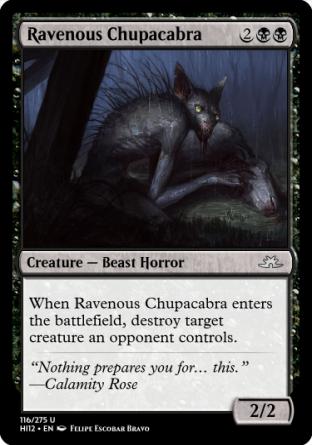 Ravenous Chupacabra 2
Creature — Beast Horror
When Ravenous Chupacabra enters
the battlefield, destroy target
creature an opponent controls.
“Nothing prepares you for… this.”
—Calamity Rose
116/275 U
HI12 • EN FELIPE ESCOBAR BRAVO
2/2